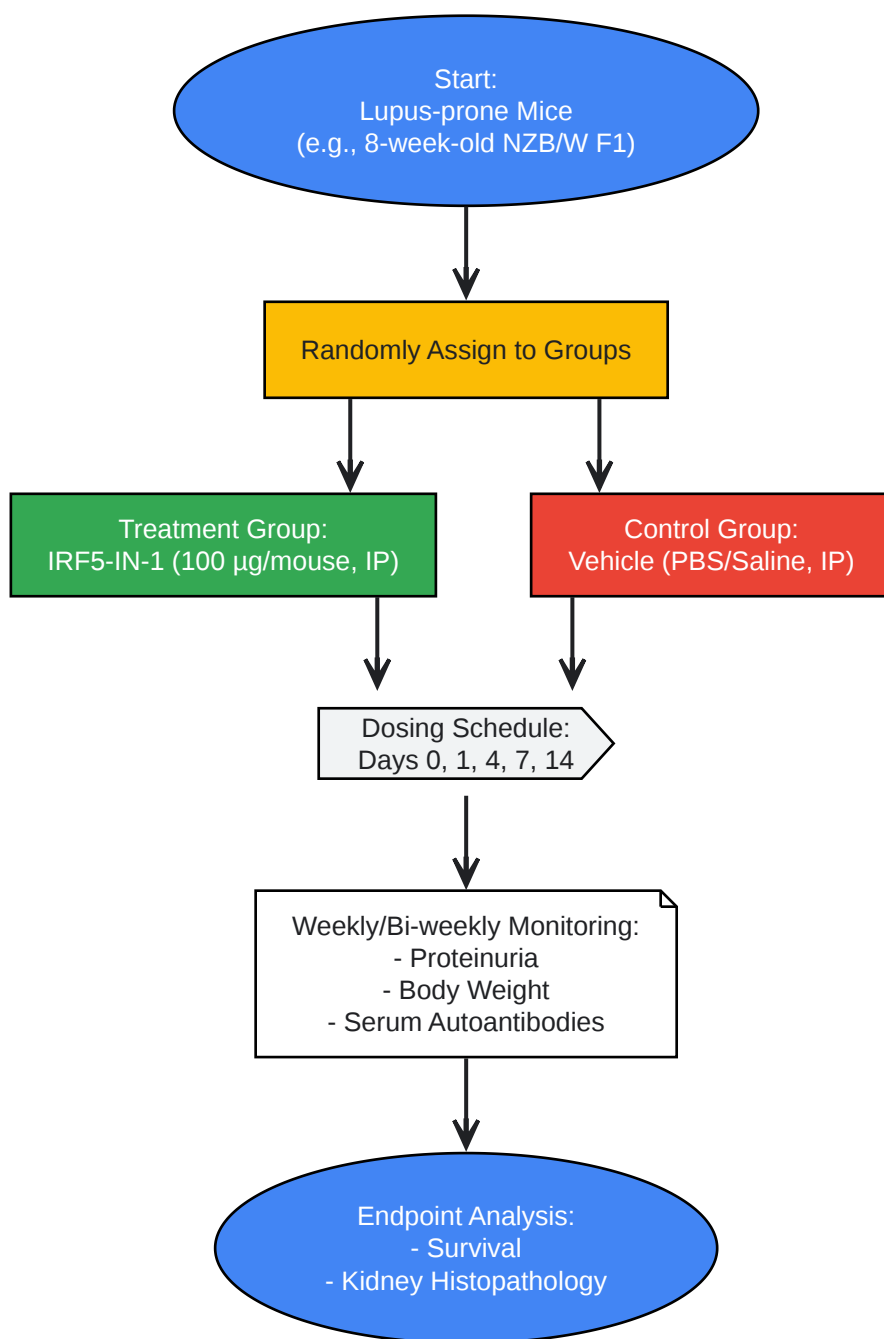 Start:
Lupus-prone Mice
(e.g., 8-week-old NZB/W F1)
Randomly Assign to Groups
Treatment Group:
IRF5-IN-1 (100 µg/mouse, IP)
Control Group:
Vehicle (PBS/Saline, IP)
Dosing Schedule:
Days 0, 1, 4, 7, 14
Weekly/Bi-weekly Monitoring:
- Proteinuria
- Body Weight
- Serum Autoantibodies
Endpoint Analysis:
- Survival
- Kidney Histopathology